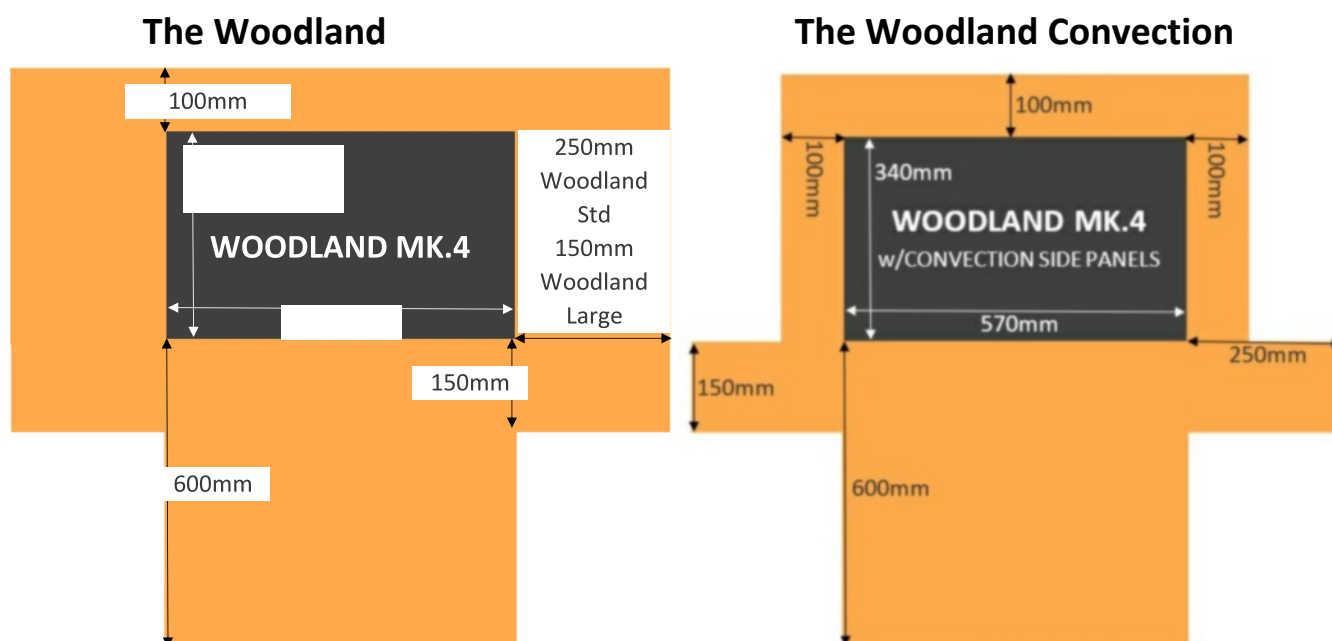 The Woodland
100mm
WOODLAND MK.4
250mm
Woodland
Std
150mm
Woodland
Large
150mm
600mm
The Woodland Convection
100mm
100mm
100mm
340mm
WOODLAND MK.4
w/CONVECTION SIDE PANELS
570mm
250mm
150mm
600mm